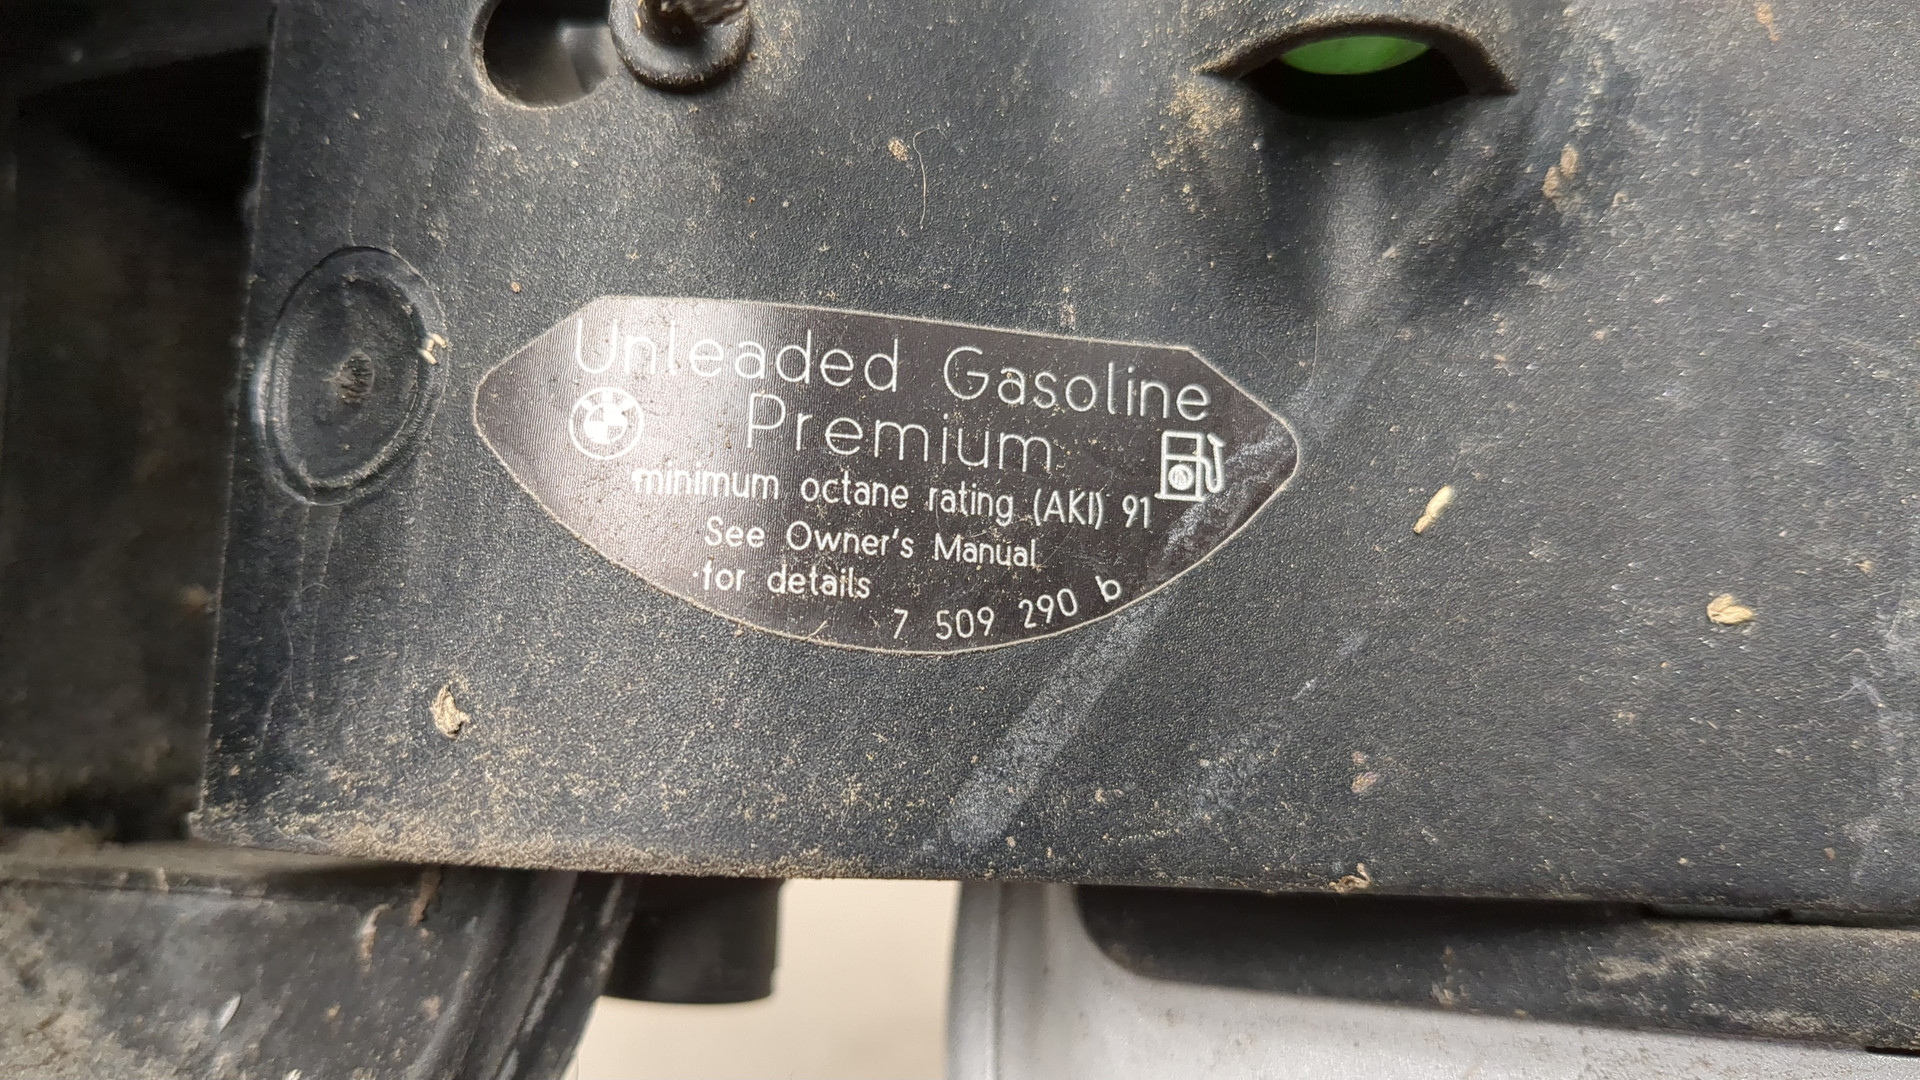 Unleaded Gasoline
Premium
minimum octane rating (AKI) 91
See Owner's Manual
for details
7 509 290 b